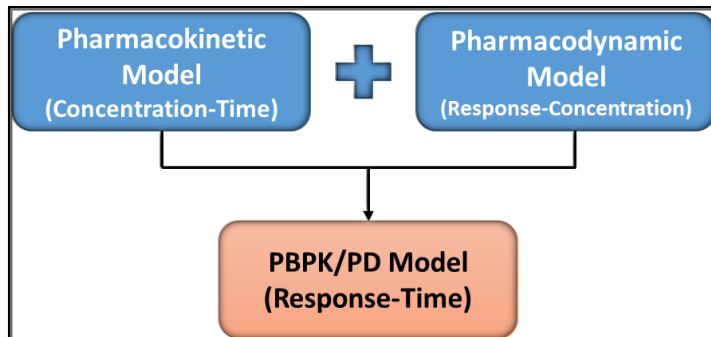 Pharmacokinetic
Model
(Concentration-Time)
Pharmacodynamic
Model
(Response-Concentration)
PBPK/PD Model
(Response-Time)